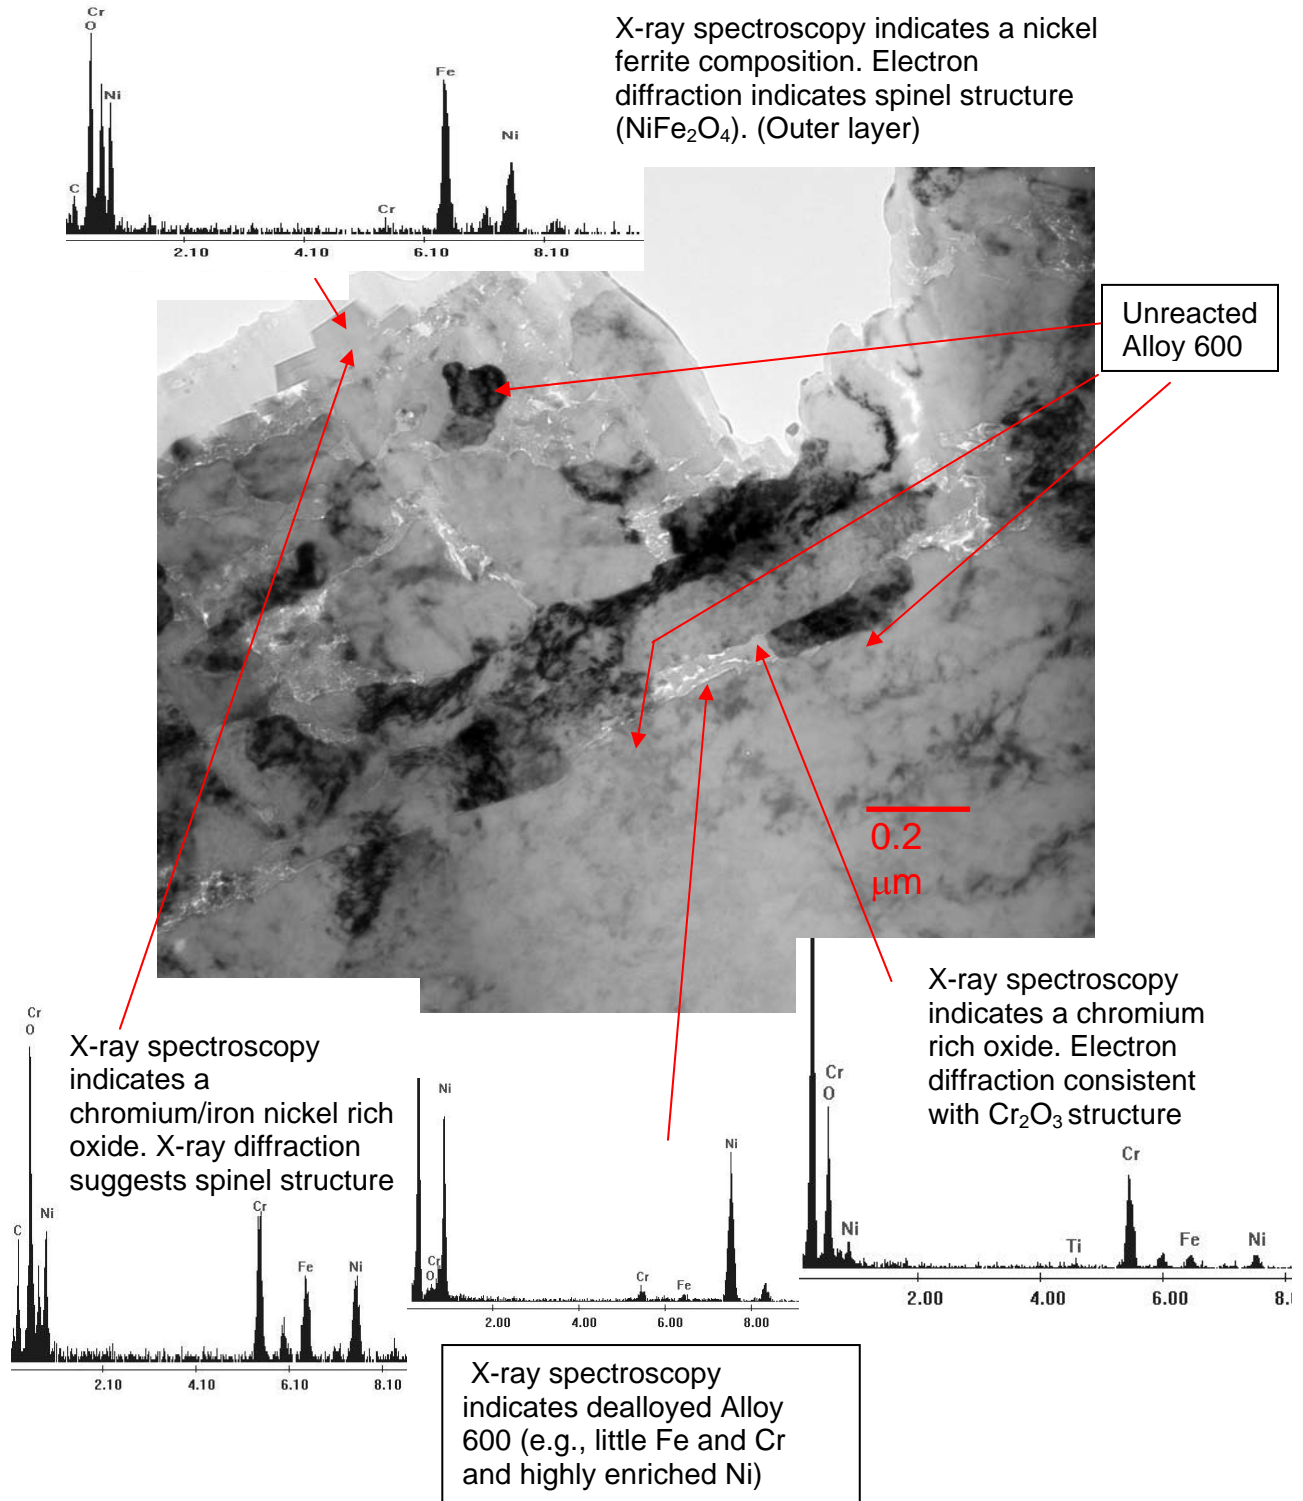 X-ray spectroscopy indicates a nickel
ferrite composition. Electron
diffraction indicates spinel structure
(NiFe₂O₄). (Outer layer)
Cr
O
Ni
C
Cr
Fe
Ni
2.10 4.10 6.10 8.10
Unreacted
Alloy 600
0.2
µm
X-ray spectroscopy
indicates a
chromium/iron nickel rich
oxide. X-ray diffraction
suggests spinel structure
Cr
O
C
Ni
Cr
Fe
Ni
2.10 4.10 6.10 8.10
Ni
Cr
O
Cr
Fe
Ni
2.00 4.00 6.00 8.00
X-ray spectroscopy
indicates dealloyed Alloy
600 (e.g., little Fe and Cr
and highly enriched Ni)
X-ray spectroscopy
indicates a chromium
rich oxide. Electron
diffraction consistent
with Cr₂O₃ structure
Cr
O
Ni
Ti
Cr
Fe
Ni
2.00 4.00 6.00